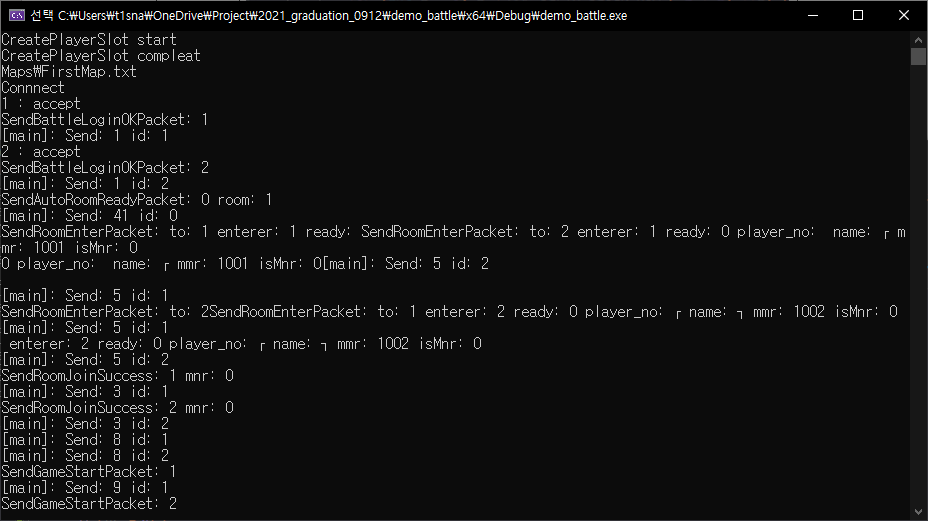 선택 C:₩Users₩t1sna₩OneDrive₩Project₩2021_graduation_0912₩demo_battle₩x64₩Debug₩demo_battle.exe
CreatePlayerSlot start
CreatePlayerSlot compleat
Maps₩FirstMap.txt
Connnect
1 : accept
SendBattleLoginOKPacket: 1
[main]: Send: 1 id: 1
2 : accept
SendBattleLoginOKPacket: 2
[main]: Send: 1 id: 2
SendAutoRoomReadyPacket: 0 room: 1
[main]: Send: 41 id: 0
SendRoomEnterPacket: to: 1 enterer: 1 ready: SendRoomEnterPacket: to: 2 enterer: 1 ready: 0 player_no:  name: ┌ m
mr: 1001 isMnr: 0
0 player_no:  name: ┌ mmr: 1001 isMnr: 0[main]: Send: 5 id: 2
[main]: Send: 5 id: 1
SendRoomEnterPacket: to: 2SendRoomEnterPacket: to: 1 enterer: 2 ready: 0 player_no: ┌ name: ┐ mmr: 1002 isMnr: 0
[main]: Send: 5 id: 1
 enterer: 2 ready: 0 player_no: ┌ name: ┐ mmr: 1002 isMnr: 0
[main]: Send: 5 id: 2
SendRoomJoinSuccess: 1 mnr: 0
[main]: Send: 3 id: 1
SendRoomJoinSuccess: 2 mnr: 0
[main]: Send: 3 id: 2
[main]: Send: 8 id: 1
[main]: Send: 8 id: 2
SendGameStartPacket: 1
[main]: Send: 9 id: 1
SendGameStartPacket: 2